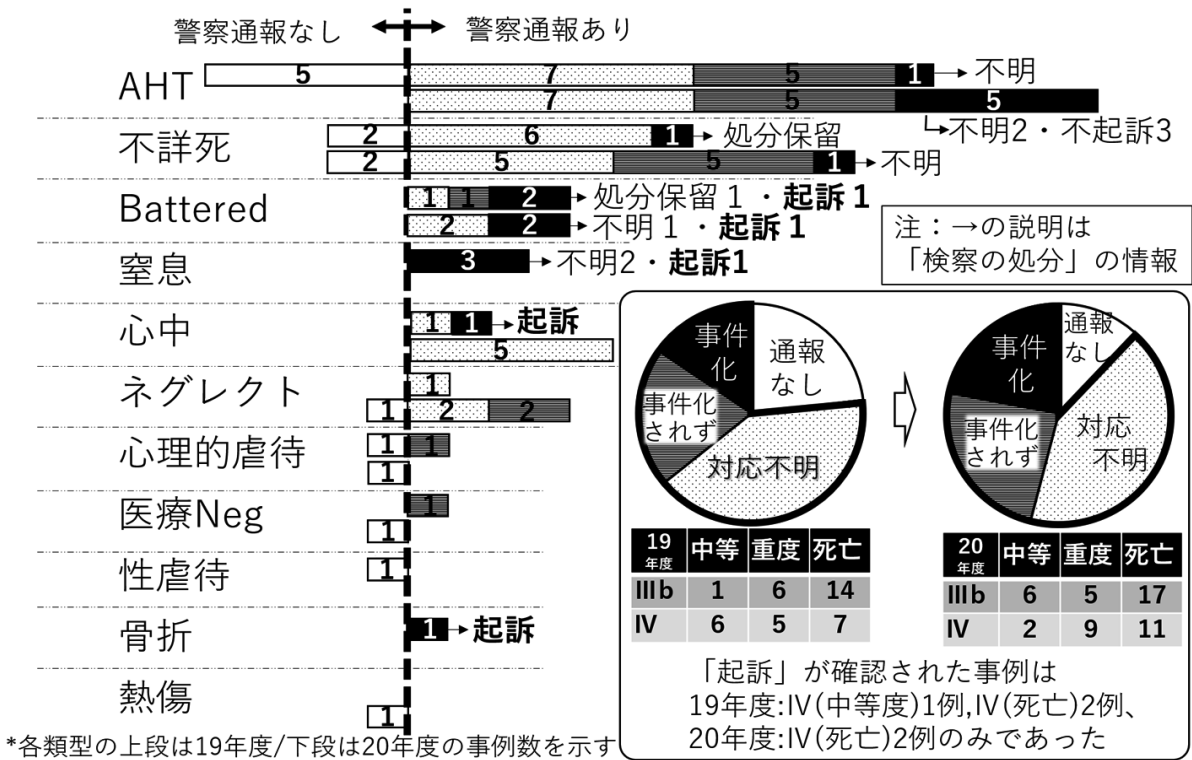 警察通報なし 警察通報あり
AHT 5 7 5 1 不明
7 5 5
不明2・不起訴3
不詳死 2 6 1 処分保留
2 5 5 1 不明
Battered 1 1 2 処分保留 1 ・起訴 1
2 2 不明 1 ・起訴 1
窒息 3 不明2・起訴1
心中 1 1 起訴
5
ネグレクト 1
1 2 2
心理的虐待 1 1
1
医療Neg 1
1
性虐待 1
骨折 1 起訴
熱傷
1
*各類型の上段は19年度/下段は20年度の事例数を示す
注:→の説明は
「検察の処分」の情報
事件化
通報なし
事件化されず
対応不明
事件化
通報なし
事件化されず
対応不明
19年度 中等 重度 死亡
IIIb 1 6 14
IV 6 5 7
20年度 中等 重度 死亡
IIIb 6 5 17
IV 2 9 11
「起訴」が確認された事例は
19年度:IV(中等度)1例,IV(死亡)2例、
20年度:IV(死亡)2例のみであった